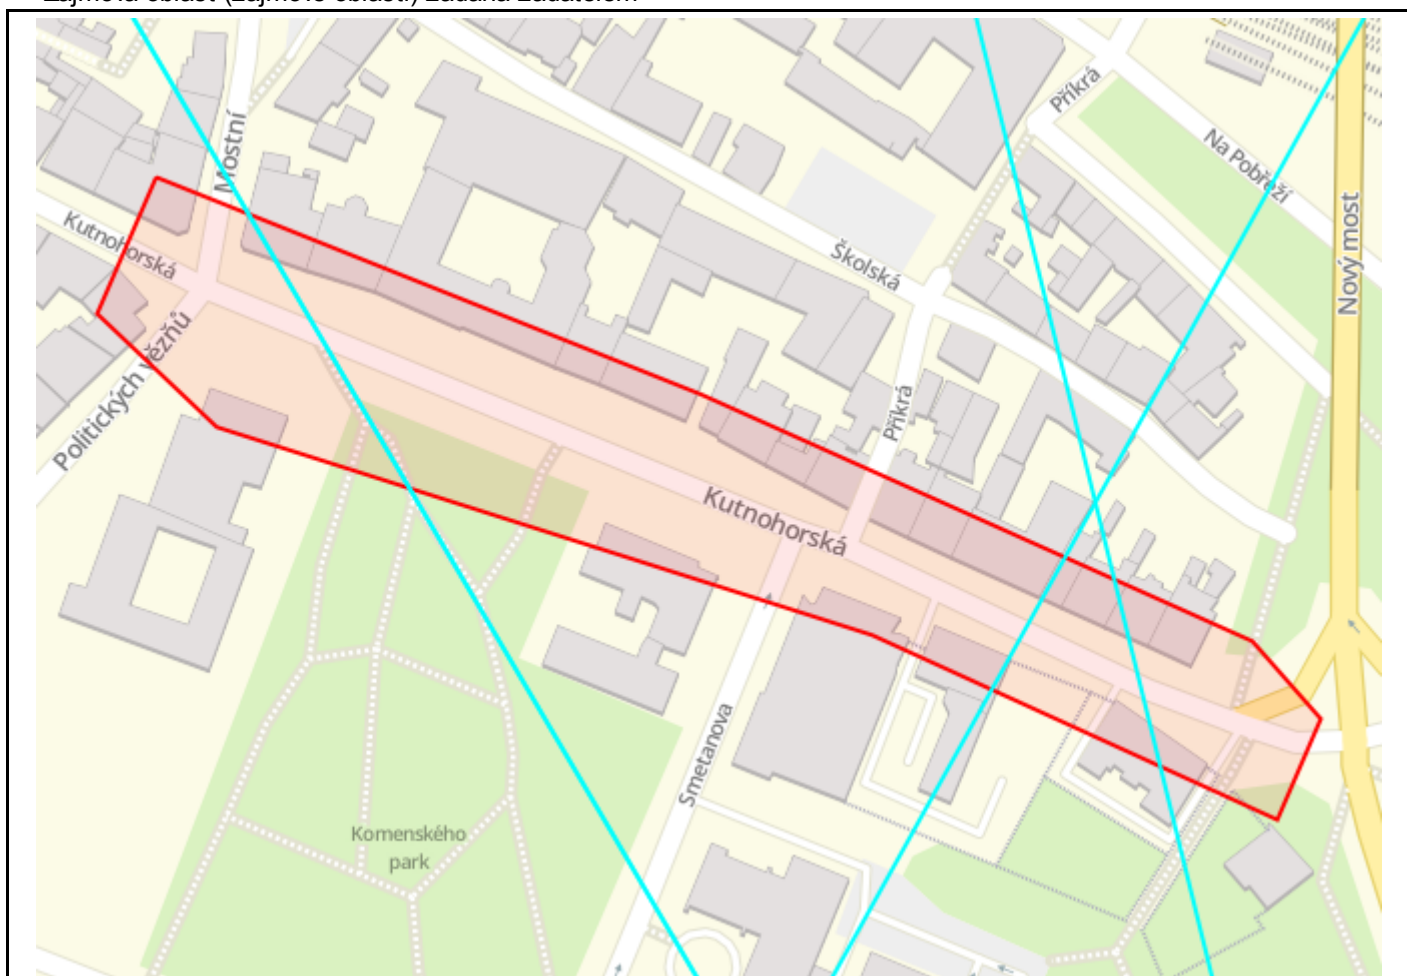 Zájmová oblast (zájmové oblasti) zadaná žadatelem
Příkrá
Na Pobřeží
Mostní
Nový most
Kutnohorská
Školská
Politických vězňů
Příkrá
Kutnohorská
Smetanova
Komenského
park